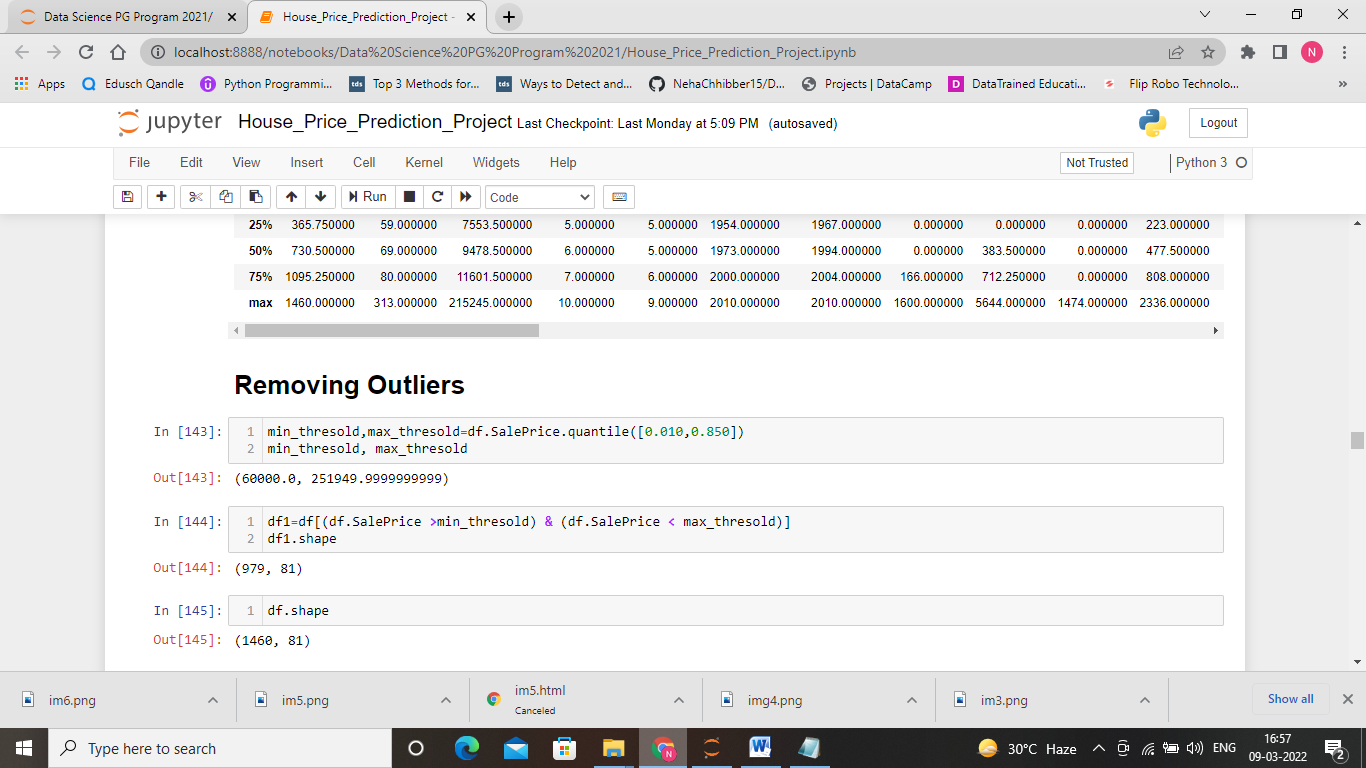 Data Science PG Program 2021/
House_Price_Prediction_Project -
localhost:8888/notebooks/Data%20Science%20PG%20Program%202021/House_Price_Prediction_Project.ipynb
N
Apps Edusch Qandle Python Programmi... tds Top 3 Methods for... tds Ways to Detect and... NehaChhibber15/D... Projects | DataCamp D DataTrained Educati... Flip Robo Technolo... »
jupyter House_Price_Prediction_Project Last Checkpoint: Last Monday at 5:09 PM (autosaved) Logout
File Edit View Insert Cell Kernel Widgets Help Not Trusted Python 3
Run Code
25% 365.750000 59.000000 7553.500000 5.000000 5.000000 1954.000000 1967.000000 0.000000 0.000000 0.000000 223.000000
50% 730.500000 69.000000 9478.500000 6.000000 5.000000 1973.000000 1994.000000 0.000000 383.500000 0.000000 477.500000
75% 1095.250000 80.000000 11601.500000 7.000000 6.000000 2000.000000 2004.000000 166.000000 712.250000 0.000000 808.000000
max 1460.000000 313.000000 215245.000000 10.000000 9.000000 2010.000000 2010.000000 1600.000000 5644.000000 1474.000000 2336.000000
Removing Outliers
In [143]: 1 min_thresold,max_thresold=df.SalePrice.quantile([0.010,0.850])
2 min_thresold, max_thresold
Out[143]: (60000.0, 251949.9999999999)
In [144]: 1 df1=df[(df.SalePrice >min_thresold) & (df.SalePrice < max_thresold)]
2 df1.shape
Out[144]: (979, 81)
In [145]: 1 df.shape
Out[145]: (1460, 81)
im6.png im5.png im5.html img4.png im3.png Show all
Canceled
Type here to search N W 30°C Haze ENG 16:57
09-03-2022 2